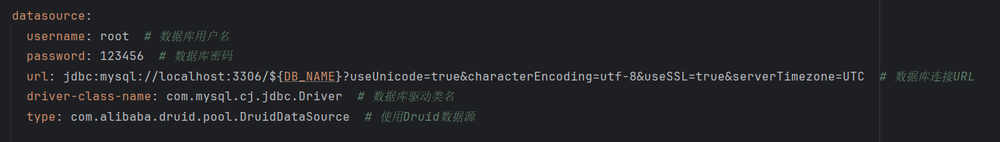 datasource:
username: root # 数据库用户名
password: 123456 # 数据库密码
url: jdbc:mysql://localhost:3306/${DB_NAME}?useUnicode=true&characterEncoding=utf-8&useSSL=true&serverTimezone=UTC # 数据库连接URL
driver-class-name: com.mysql.cj.jdbc.Driver # 数据库驱动类名
type: com.alibaba.druid.pool.DruidDataSource # 使用Druid数据源